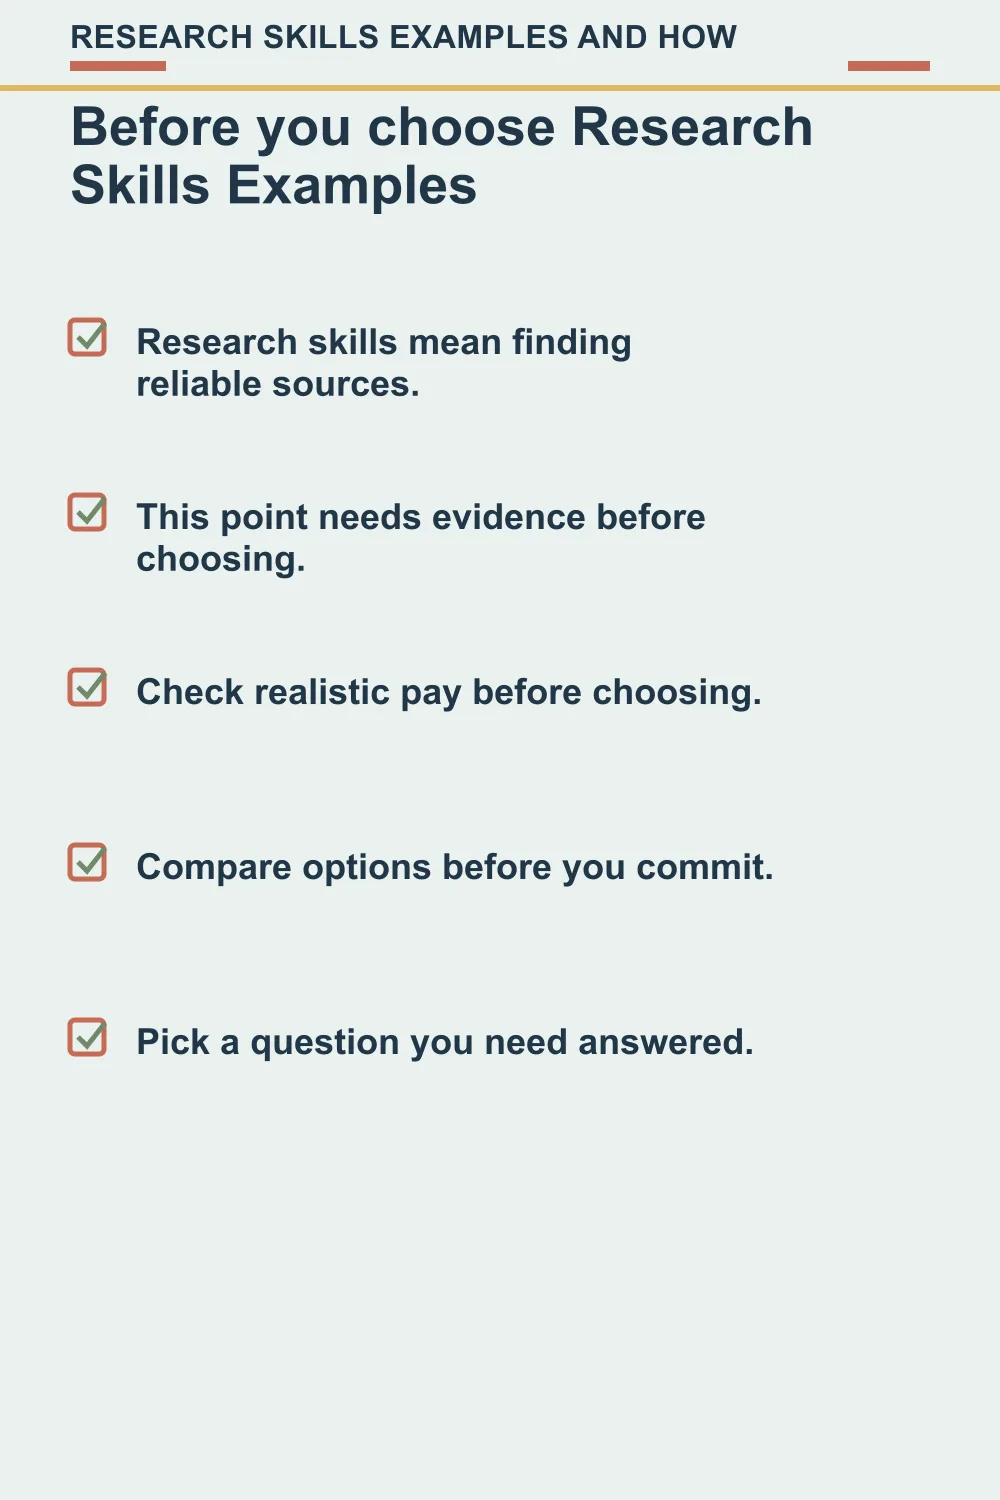 RESEARCH SKILLS EXAMPLES AND HOW
Before you choose Research
Skills Examples
Research skills mean finding
reliable sources.
This point needs evidence before
choosing.
Check realistic pay before choosing.
Compare options before you commit.
Pick a question you need answered.